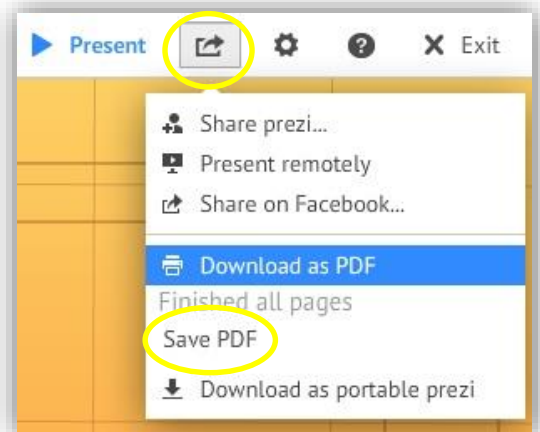 Present Exit
Share prezi...
Present remotely
Share on Facebook...
Download as PDF
Finished all pages
Save PDF
Download as portable prezi